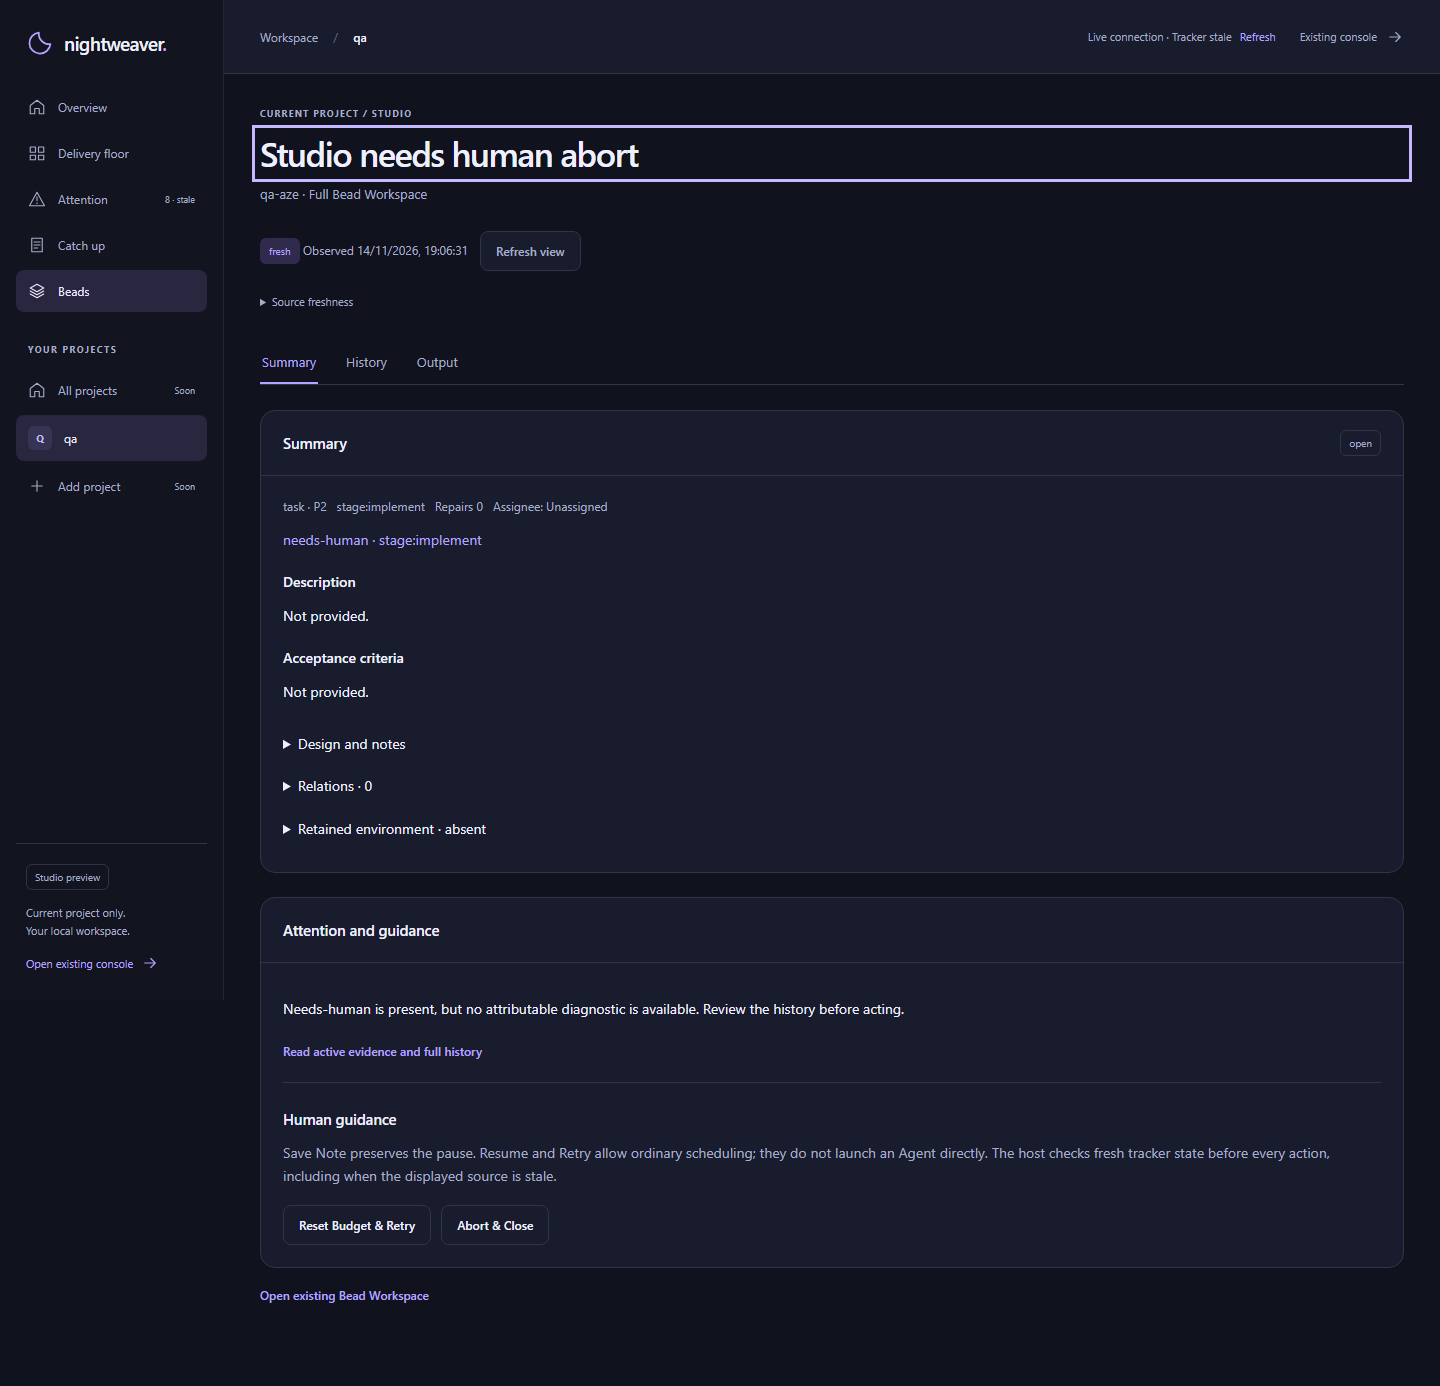 nightweaver.
Overview
Delivery floor
Attention 8 · stale
Catch up
Beads
YOUR PROJECTS
All projects Soon
Q qa
Add project Soon
Studio preview
Current project only.
Your local workspace.
Open existing console
Workspace / qa
Live connection · Tracker stale Refresh Existing console
CURRENT PROJECT / STUDIO
Studio needs human abort
qa-aze · Full Bead Workspace
fresh Observed 14/11/2026, 19:06:31 Refresh view
Source freshness
Summary History Output
Summary open
task · P2 stage:implement Repairs 0 Assignee: Unassigned
needs-human · stage:implement
Description
Not provided.
Acceptance criteria
Not provided.
Design and notes
Relations · 0
Retained environment · absent
Attention and guidance
Needs-human is present, but no attributable diagnostic is available. Review the history before acting.
Read active evidence and full history
Human guidance
Save Note preserves the pause. Resume and Retry allow ordinary scheduling; they do not launch an Agent directly. The host checks fresh tracker state before every action,
including when the displayed source is stale.
Reset Budget & Retry Abort & Close
Open existing Bead Workspace